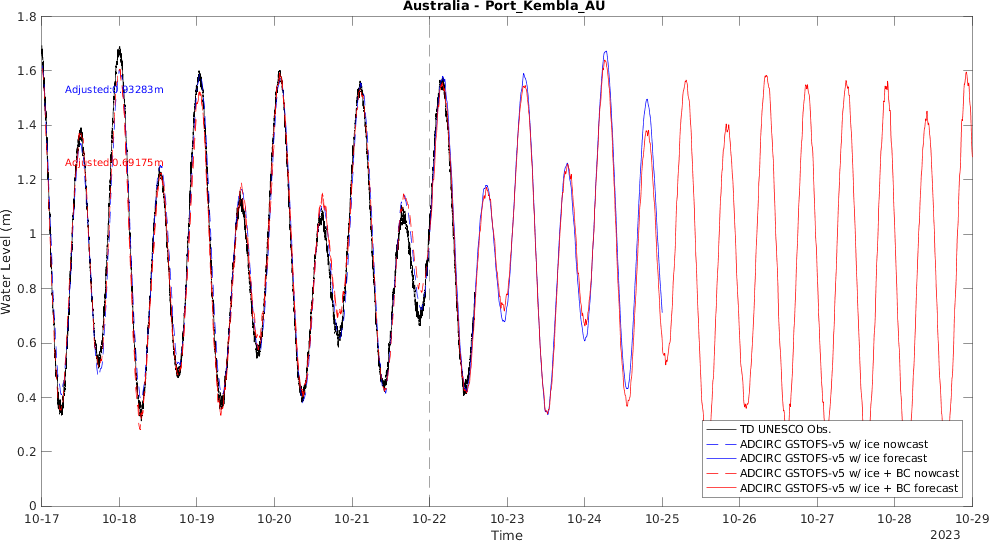 Australia - Port_Kembla_AU
Water Level (m)
1.8
1.6
1.4
1.2
1
0.8
0.6
0.4
0.2
0
Adjusted:0.93283m
Adjusted:0.69175m
TD UNESCO Obs.
ADCIRC GSTOFS-v5 w/ ice nowcast
ADCIRC GSTOFS-v5 w/ ice forecast
ADCIRC GSTOFS-v5 w/ ice + BC nowcast
ADCIRC GSTOFS-v5 w/ ice + BC forecast
10-17 10-18 10-19 10-20 10-21 10-22 10-23 10-24 10-25 10-26 10-27 10-28 10-29
Time
2023